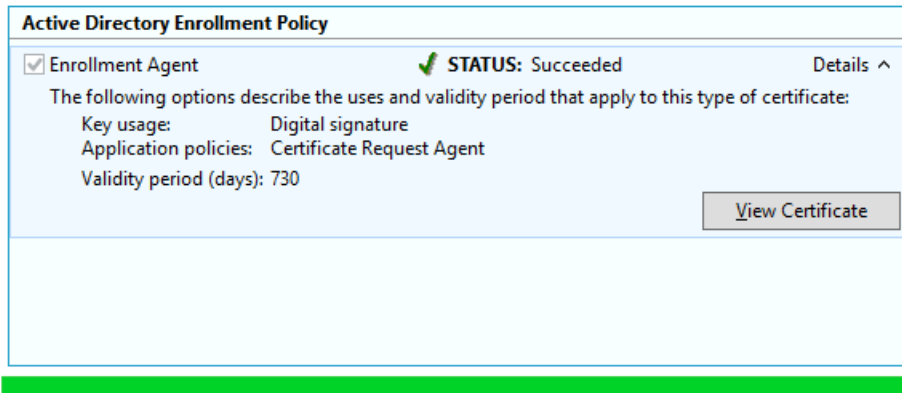 Active Directory Enrollment Policy
Enrollment Agent STATUS: Succeeded Details
The following options describe the uses and validity period that apply to this type of certificate:
Key usage: Digital signature
Application policies: Certificate Request Agent
Validity period (days): 730
View Certificate